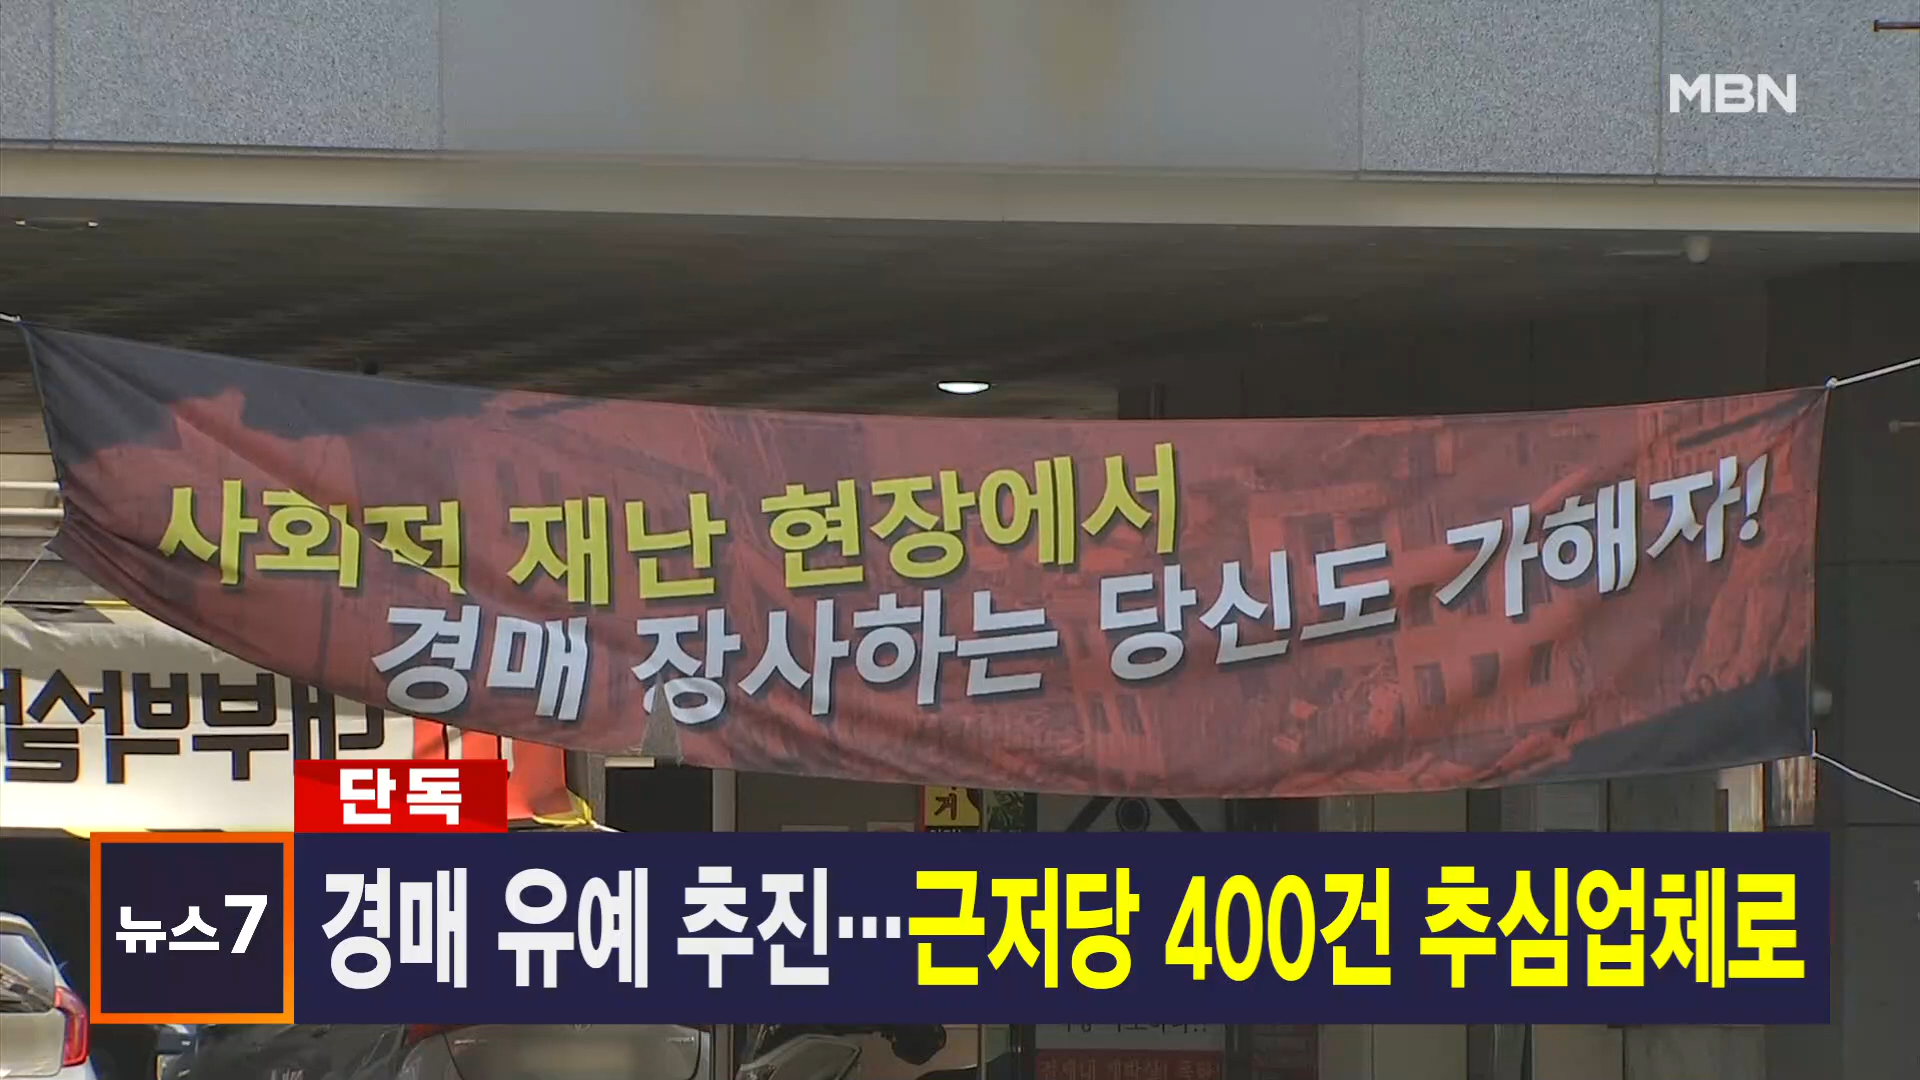 MBN
사회적 재난 현장에서
경매 장사하는 당신도 가해자!
단독
뉴스7
경매 유예 추진…근저당 400건 추심업체로